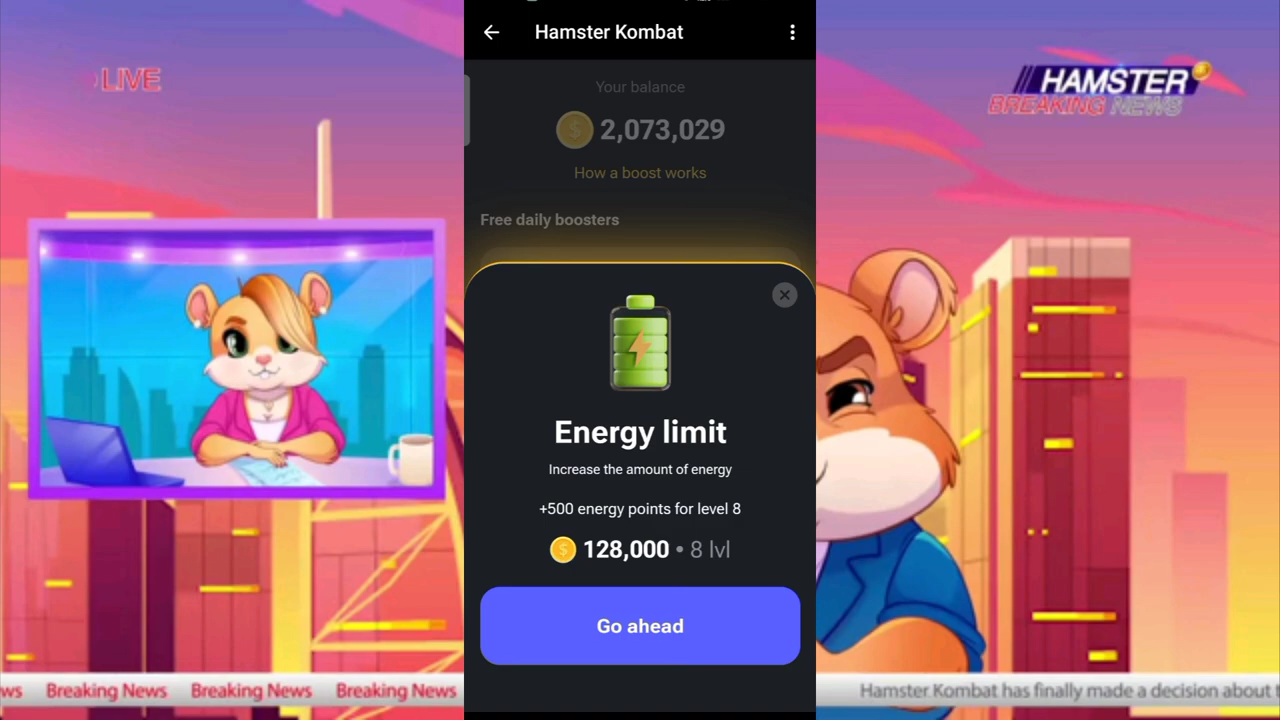 LIVE
Hamster Kombat
Your balance
2,073,029
How a boost works
Free daily boosters
Energy limit
Increase the amount of energy
+500 energy points for level 8
128,000 • 8 lvl
Go ahead
HAMSTER
BREAKING NEWS
ws Breaking News Breaking News Breaking News
Hamster Kombat has finally made a decision about t